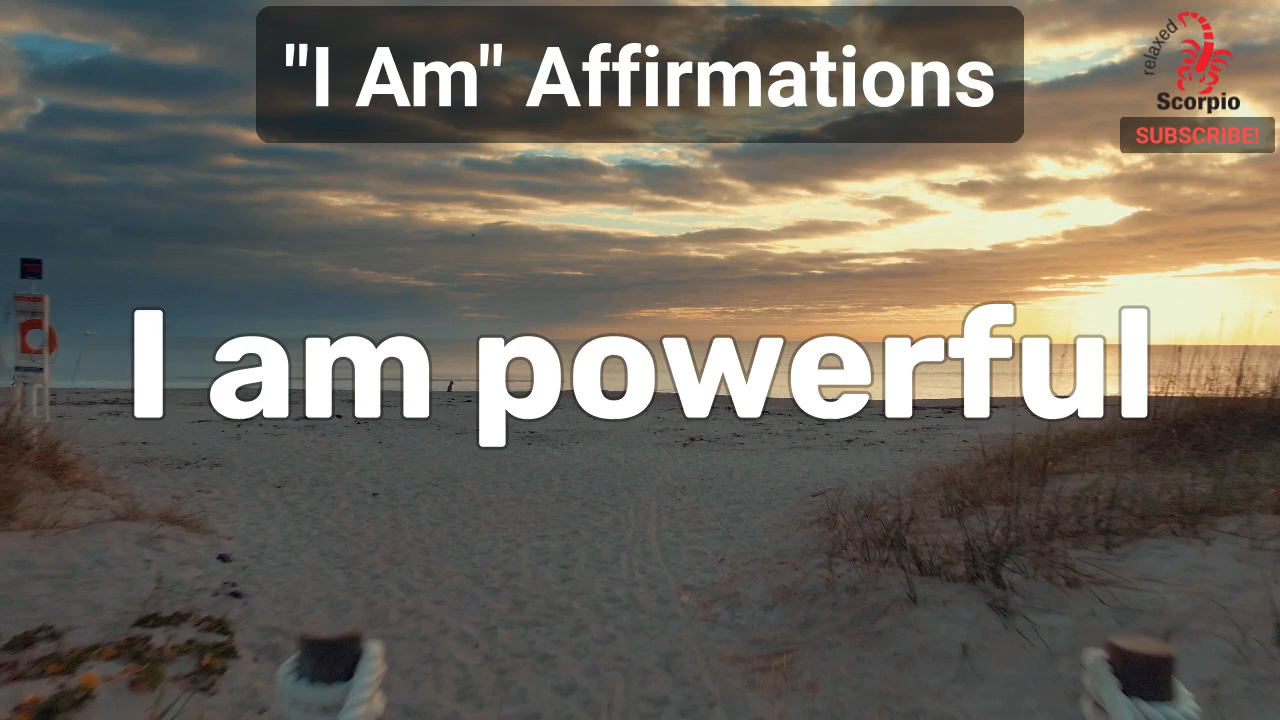 "I Am" Affirmations
relaxed
Scorpio
SUBSCRIBE!
I am powerful